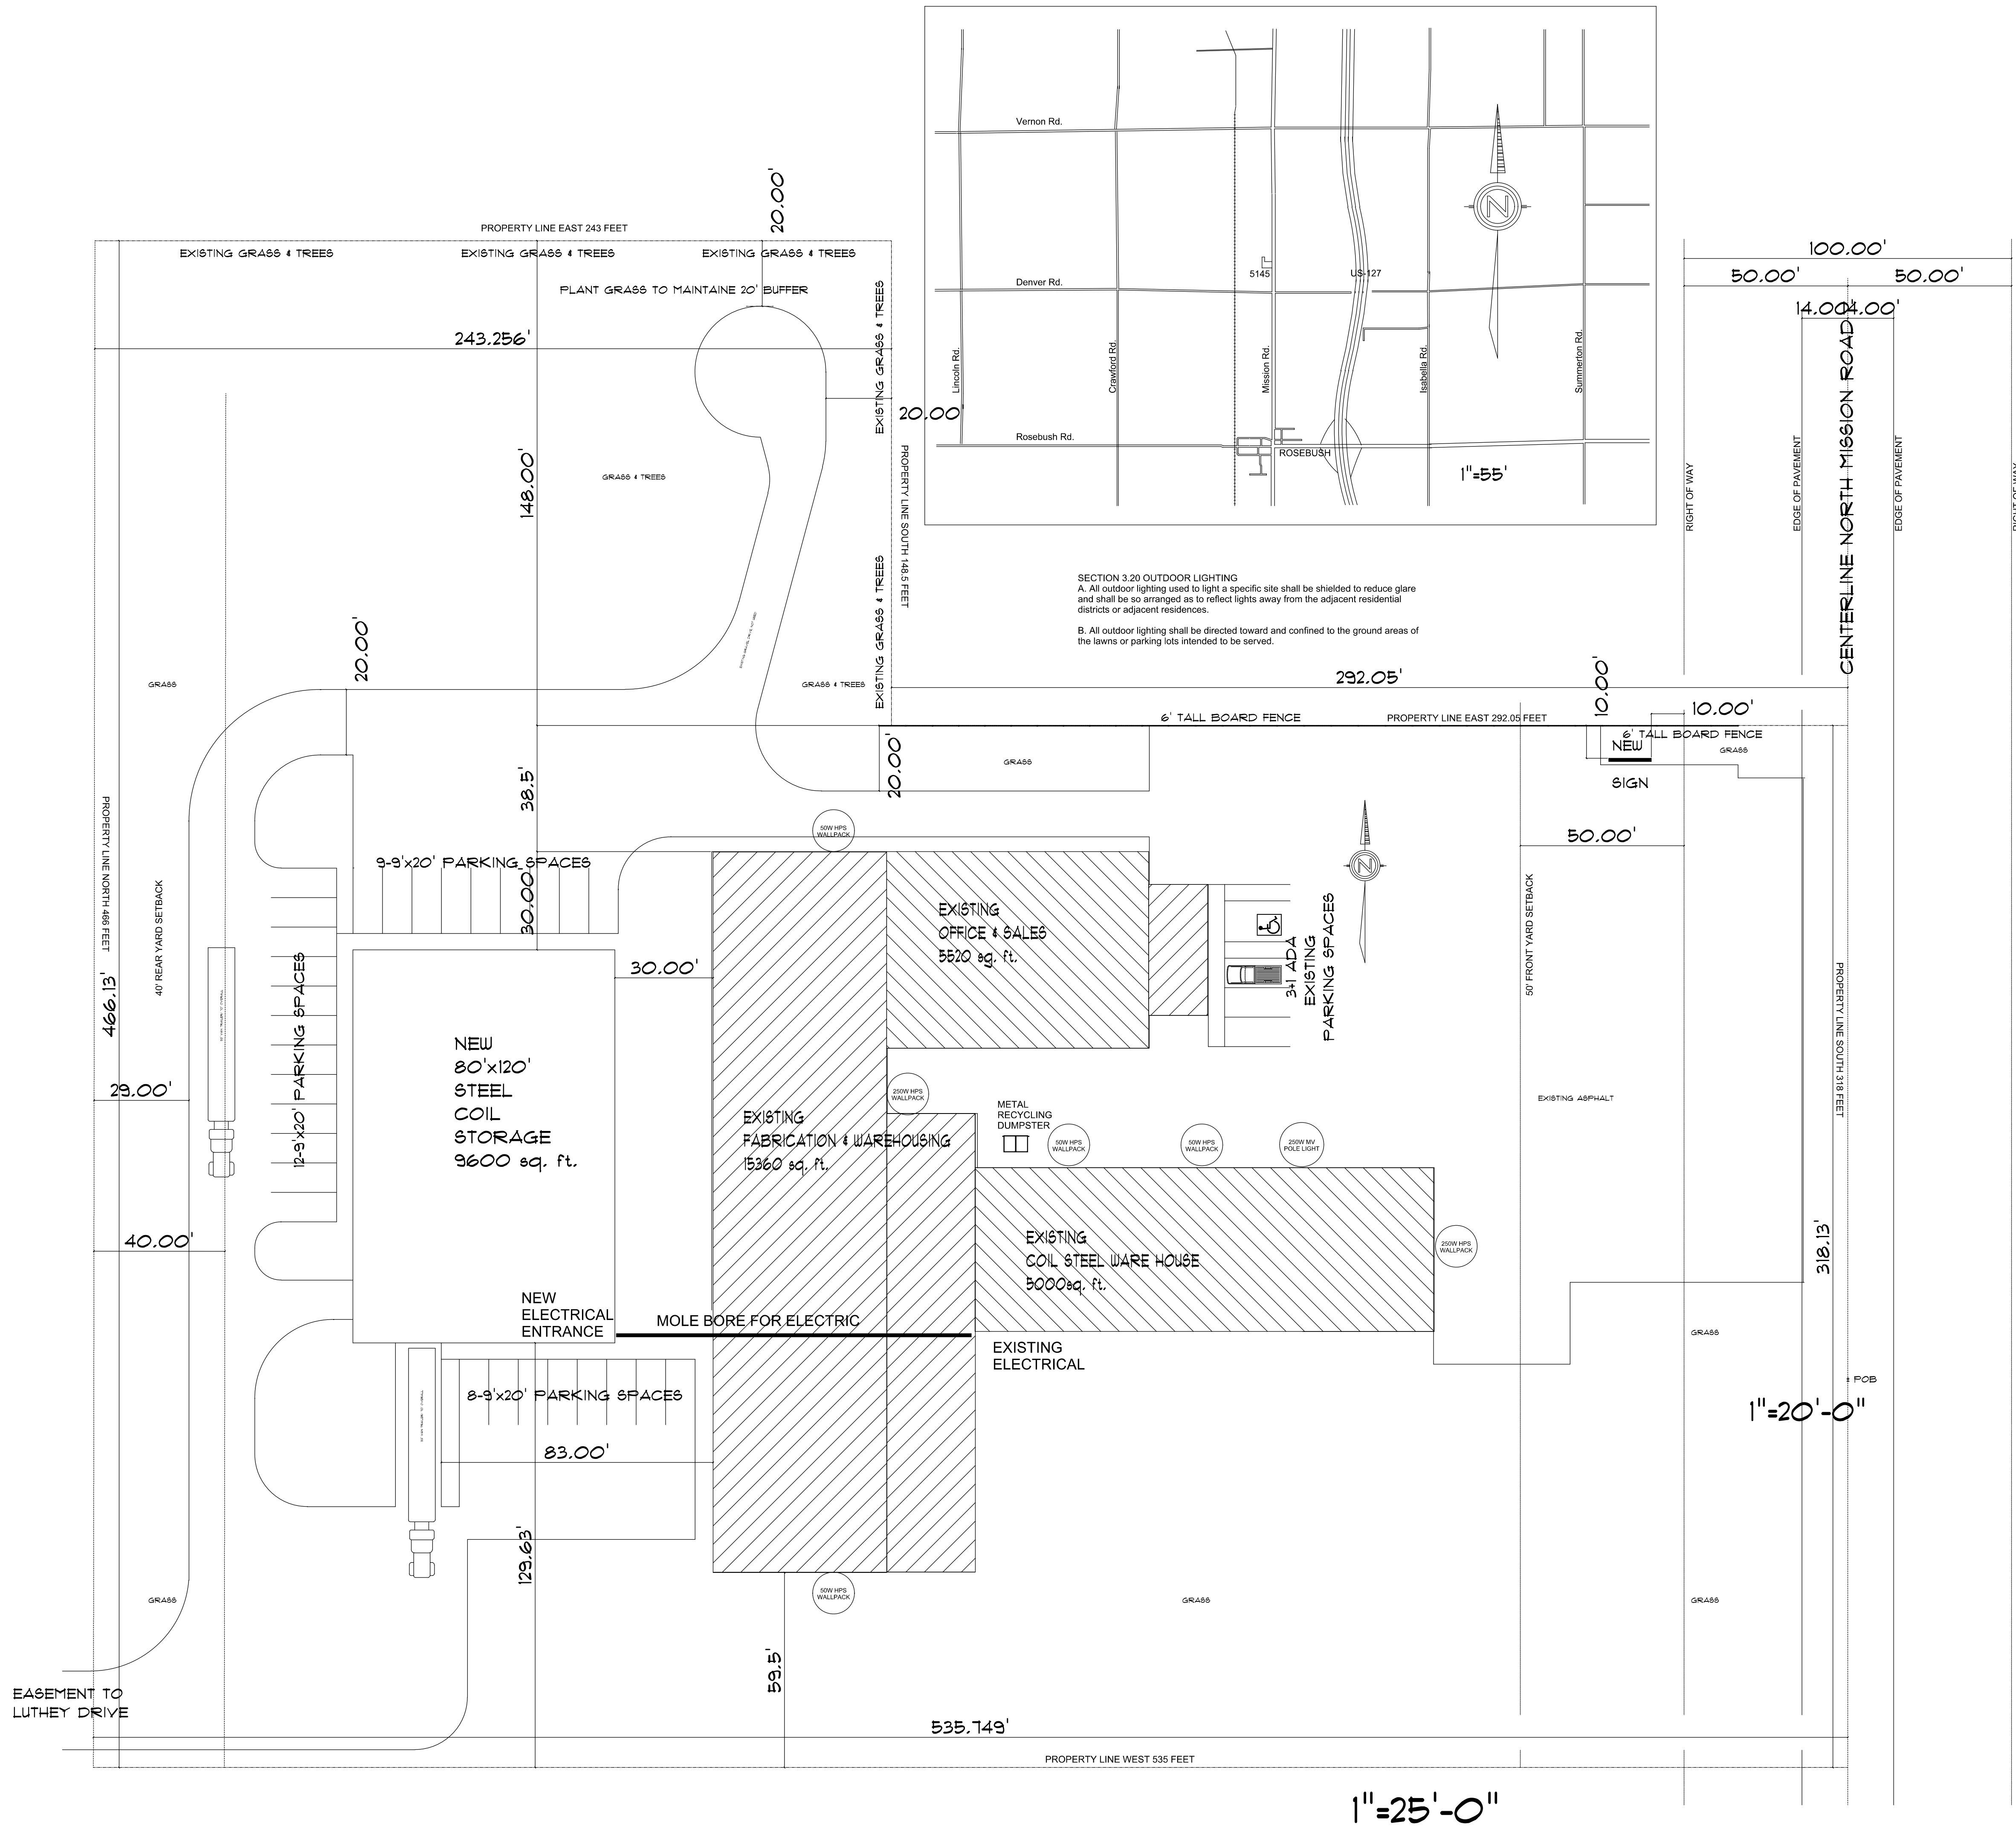 Vernon Rd.
5145
US-127
Denver Rd.
Lincoln Rd.
Crawford Rd.
Mission Rd.
Isabella Rd.
Summerton Rd.
Rosebush Rd.
ROSEBUSH
1"=55'
20.00'
PROPERTY LINE EAST 243 FEET
EXISTING GRASS & TREES
EXISTING GRASS & TREES
EXISTING GRASS & TREES
PLANT GRASS TO MAINTAINE 20' BUFFER
243.256'
EXISTING GRASS & TREES
20.00'
148.00'
GRASS & TREES
PROPERTY LINE SOUTH 148.5 FEET
EXISTING GRASS & TREES
GRASS & TREES
100.00'
50.00'
50.00'
14.00'
14.00'
RIGHT OF WAY
EDGE OF PAVEMENT
CENTERLINE NORTH MISSION ROAD
EDGE OF PAVEMENT
RIGHT OF WAY
SECTION 3.20 OUTDOOR LIGHTING
A. All outdoor lighting used to light a specific site shall be shielded to reduce glare
and shall be so arranged as to reflect lights away from the adjacent residential
districts or adjacent residences.
B. All outdoor lighting shall be directed toward and confined to the ground areas of
the lawns or parking lots intended to be served.
GRASS
20.00'
292.05'
10.00'
10.00'
6' TALL BOARD FENCE
PROPERTY LINE EAST 292.05 FEET
6' TALL BOARD FENCE
NEW
SIGN
GRASS
GRASS
20.00'
38.5'
50.00'
PROPERTY LINE NORTH 466 FEET
466.13'
40' REAR YARD SETBACK
9-9'x20' PARKING SPACES
30.00'
50W HPS
WALLPACK
N
EXISTING
OFFICE & SALES
5520 sq. ft.
3+1 ADA
EXISTING
PARKING SPACES
50' FRONT YARD SETBACK
PROPERTY LINE SOUTH 318 FEET
30.00'
12-9'x20' PARKING SPACES
NEW
80'x120'
STEEL
COIL
STORAGE
9600 sq. ft.
29.00'
40.00'
250W HPS
WALLPACK
METAL
RECYCLING
DUMPSTER
EXISTING
FABRICATION & WAREHOUSING
15360 sq. ft.
50W HPS
WALLPACK
50W HPS
WALLPACK
250W MV
POLE LIGHT
EXISTING ASPHALT
EXISTING
COIL STEEL WARE HOUSE
5000sq. ft.
250W HPS
WALLPACK
318.13'
NEW
ELECTRICAL
ENTRANCE
MOLE BORE FOR ELECTRIC
EXISTING
ELECTRICAL
GRASS
POB
1"=20'-0"
8-9'x20' PARKING SPACES
83.00'
129.63'
50W HPS
WALLPACK
GRASS
GRASS
GRASS
59.5'
EASEMENT TO
LUTHEY DRIVE
535.749'
PROPERTY LINE WEST 535 FEET
1"=25'-0"